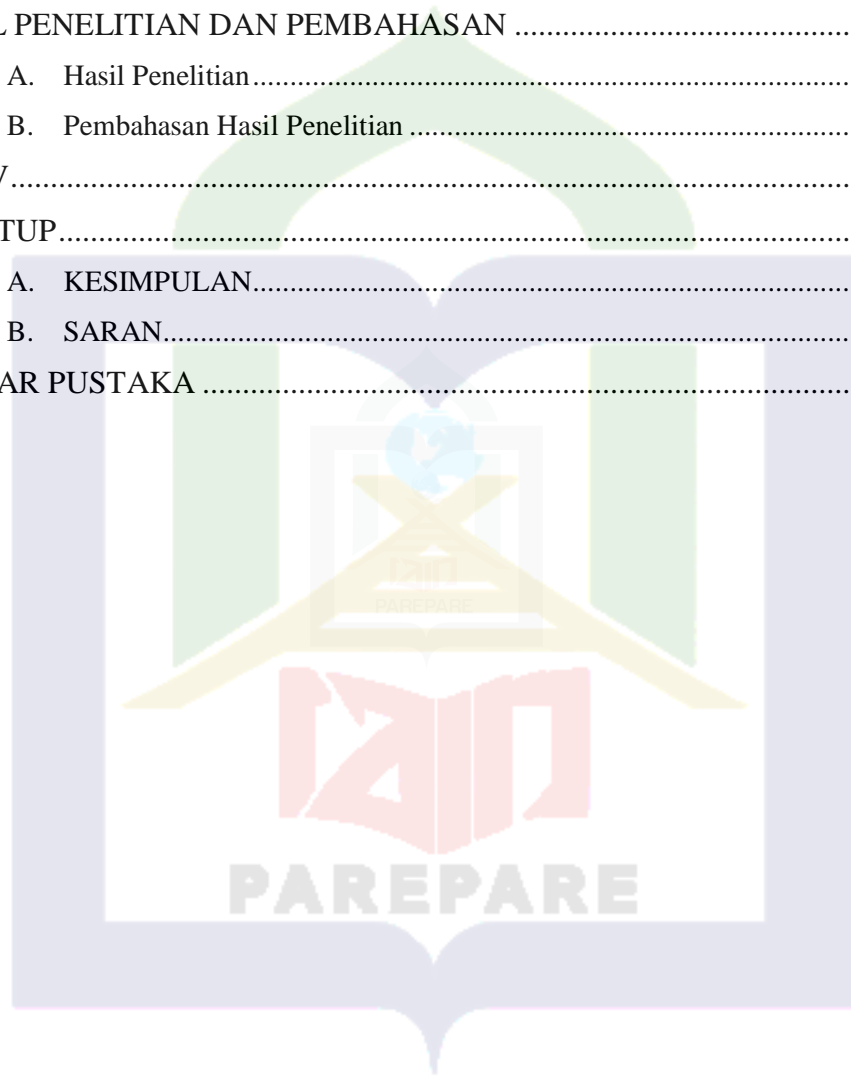 L PENELITIAN DAN PEMBAHASAN ........................................
A. Hasil Penelitian........................................
B. Pembahasan Hasil Penelitian ........................................
V........................................
TUP........................................
A. KESIMPULAN........................................
B. SARAN........................................
AR PUSTAKA ........................................
PAREPARE
PAREPARE